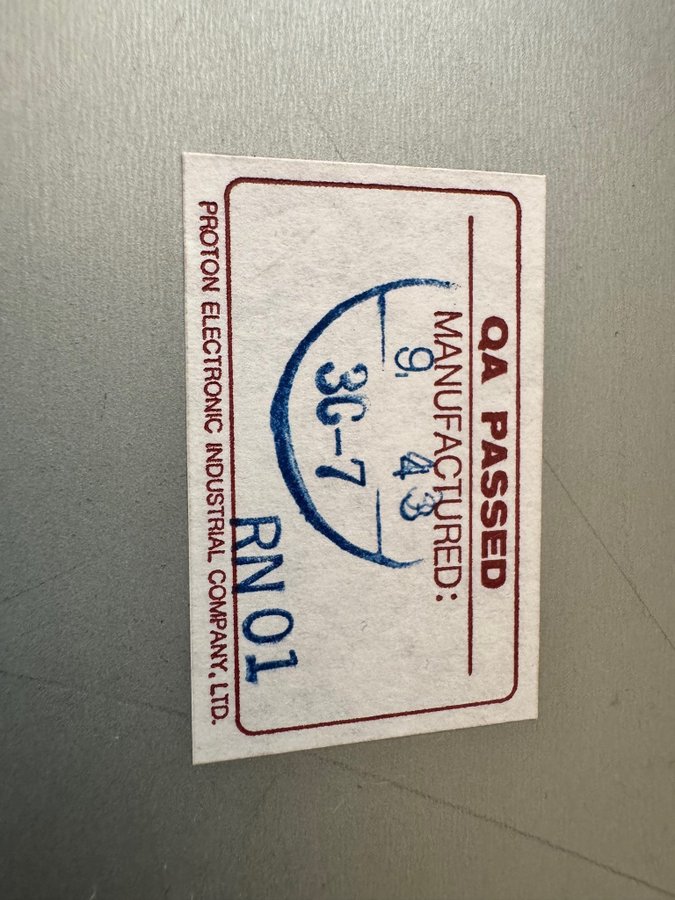 QA PASSED
MANUFACTURED:
9. 43
3C-7
RN01
PROTON ELECTRONIC INDUSTRIAL COMPANY, LTD.